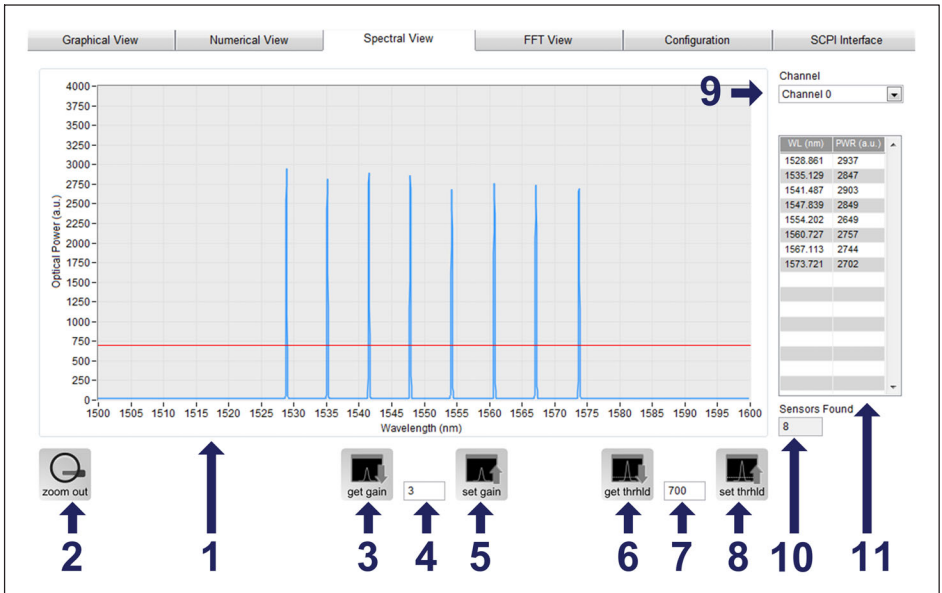 Graphical View Numerical View Spectral View FFT View Configuration SCPI Interface
Channel
9
Channel 0
4000
3750
3500
3250
3000
2750
2500
2250
2000
1750
1500
1250
1000
750
500
250
0
Optical Power (a.u.)
1500 1505 1510 1515 1520 1525 1530 1535 1540 1545 1550 1555 1560 1565 1570 1575 1580 1585 1590 1595 1600
Wavelength (nm)
WL (nm) PWR (a.u.)
1528.861 2937
1535.129 2847
1541.487 2903
1547.839 2849
1554.202 2649
1560.727 2757
1567.113 2744
1573.721 2702
Sensors Found
8
zoom out get gain 3 set gain get thrhld 700 set thrhld
2 1 3 4 5 6 7 8 10 11